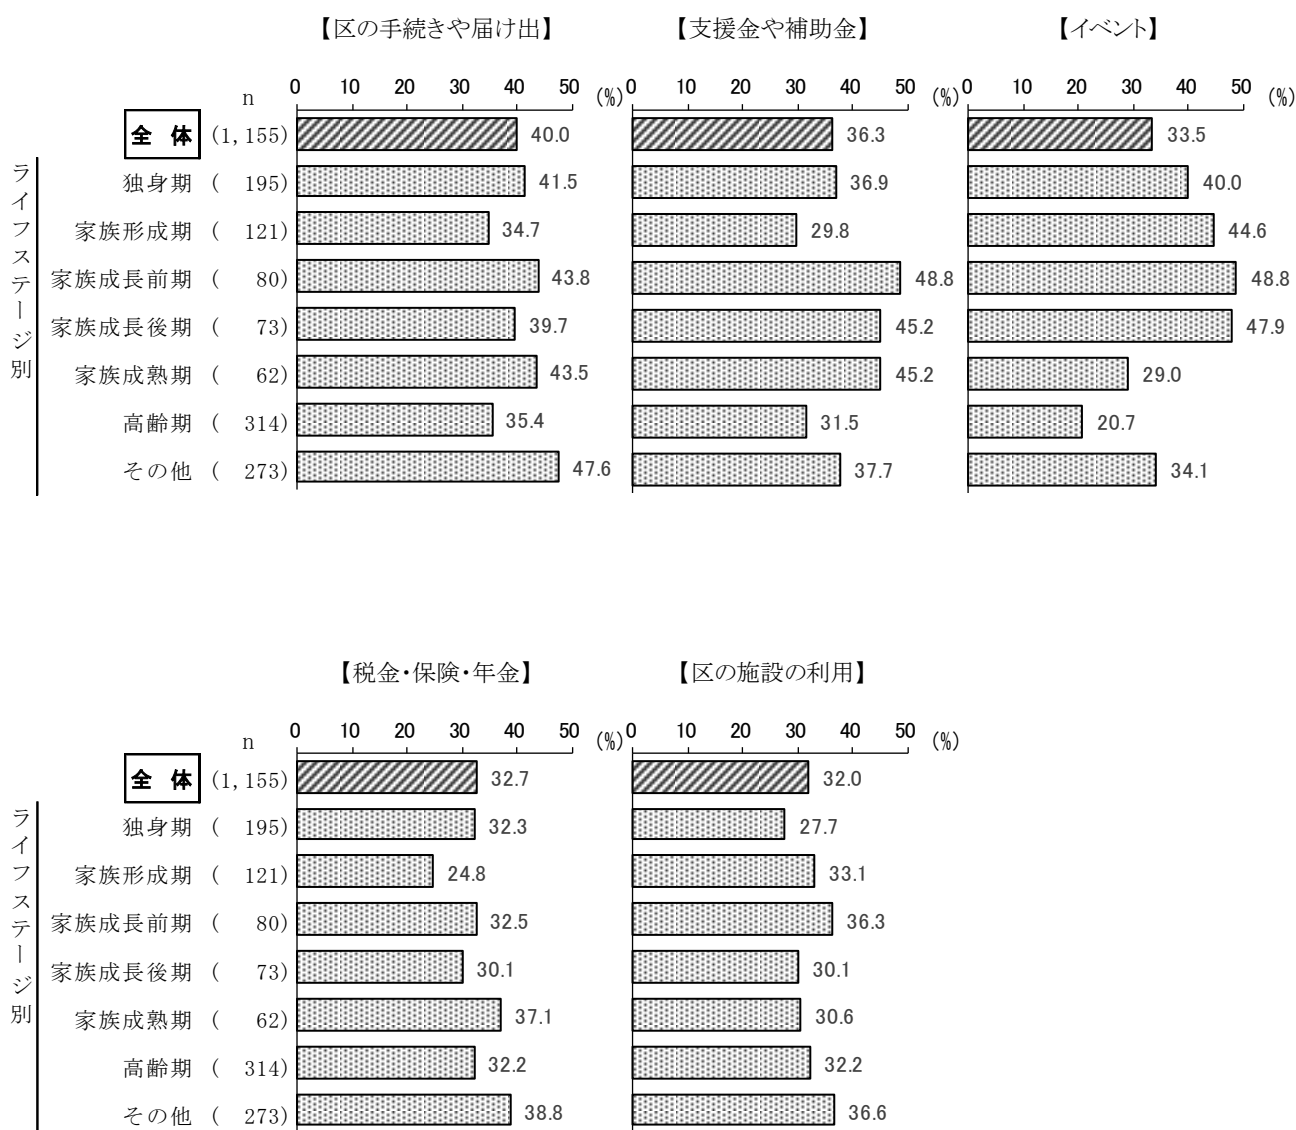 【区の手続きや届け出】 【支援金や補助金】 【イベント】
n 0 10 20 30 40 50 (%) 0 10 20 30 40 50 (%) 0 10 20 30 40 50 (%)
全 体 (1,155) 40.0 36.3 33.5
ライフステージ別
独身期 ( 195) 41.5 36.9 40.0
家族形成期 ( 121) 34.7 29.8 44.6
家族成長前期 ( 80) 43.8 48.8 48.8
家族成長後期 ( 73) 39.7 45.2 47.9
家族成熟期 ( 62) 43.5 45.2 29.0
高齢期 ( 314) 35.4 31.5 20.7
その他 ( 273) 47.6 37.7 34.1
【税金・保険・年金】 【区の施設の利用】
n 0 10 20 30 40 50 (%) 0 10 20 30 40 50 (%)
全 体 (1,155) 32.7 32.0
ライフステージ別
独身期 ( 195) 32.3 27.7
家族形成期 ( 121) 24.8 33.1
家族成長前期 ( 80) 32.5 36.3
家族成長後期 ( 73) 30.1 30.1
家族成熟期 ( 62) 37.1 30.6
高齢期 ( 314) 32.2 32.2
その他 ( 273) 38.8 36.6